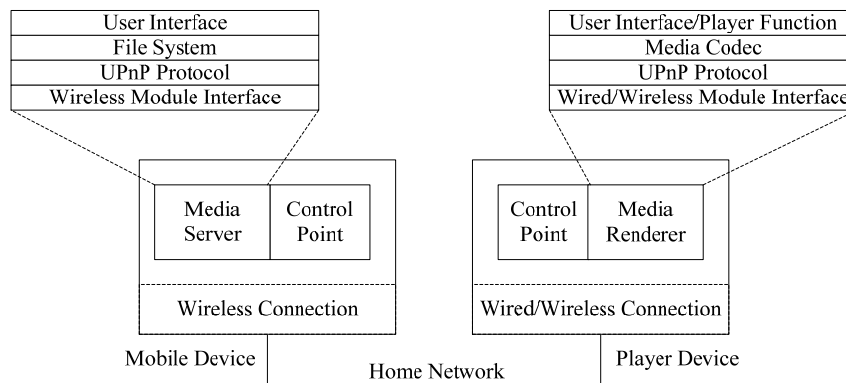 User Interface
File System
UPnP Protocol
Wireless Module Interface
User Interface/Player Function
Media Codec
UPnP Protocol
Wired/Wireless Module Interface
Media
Server
Control
Point
Control
Point
Media
Renderer
Wireless Connection
Wired/Wireless Connection
Mobile Device
Home Network
Player Device